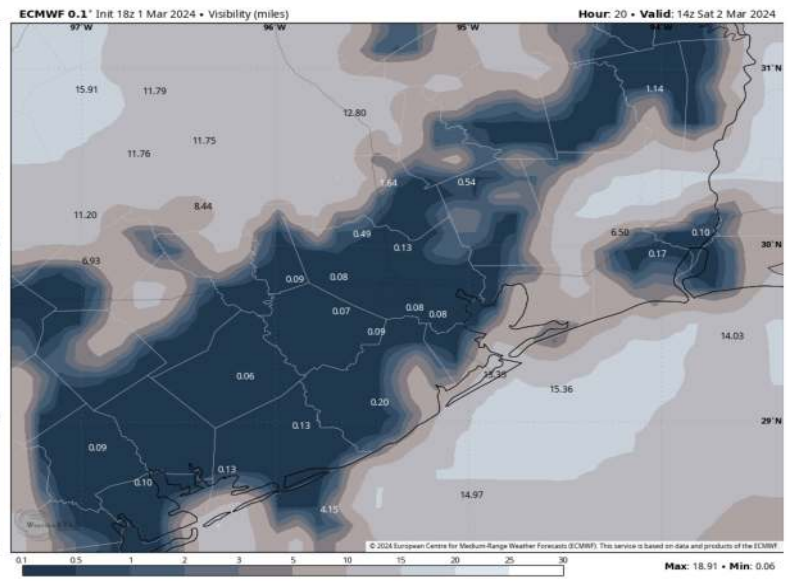 ECMWF 0.1° Init 18z 1 Mar 2024 • Visibility (miles)
Hour: 20 • Valid: 14z Sat 2 Mar 2024
97°W 96°W 95°W 94°W
31°N
15.91 11.79 1.14
12.80
11.75
11.76
1.64 0.54
8.44
11.20
0.49 6.50 0.10
0.13 30°N
0.17
6.93
0.09 0.08
0.07 0.08 0.08
0.09
14.03
0.06
15.36
0.20
0.13 29°N
0.09
0.13
0.10
14.97
4.15
© 2024 European Centre for Medium-Range Weather Forecasts (ECMWF). This service is based on data and products of the ECMWF.
0.1 0.5 1 2 3 5 10 15 20 25 30
Max: 18.91 • Min: 0.06